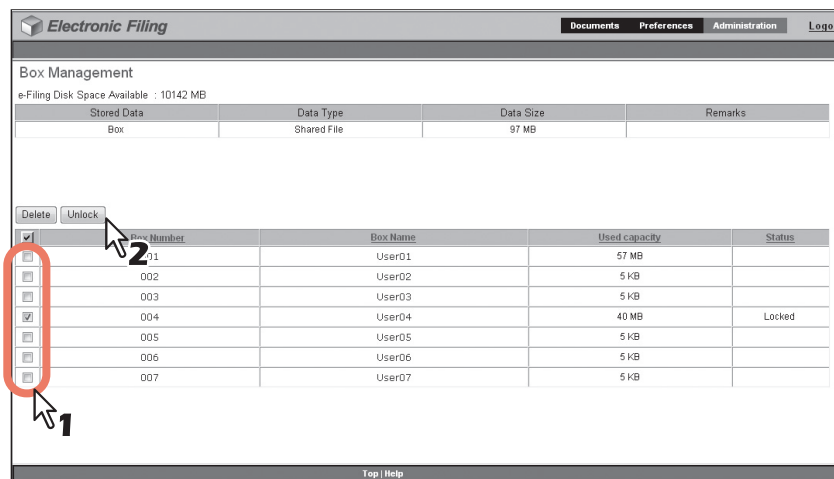 Electronic Filing Documents Preferences Administration Logo
Box Management
e-Filing Disk Space Available : 10142 MB
Stored Data Data Type Data Size Remarks
Box Shared File 97 MB
Delete Unlock
Box Number Box Name Used capacity Status
2
01 User01 57 MB
002 User02 5 KB
003 User03 5 KB
004 User04 40 MB Locked
005 User05 5 KB
006 User06 5 KB
007 User07 5 KB
1
Top | Help